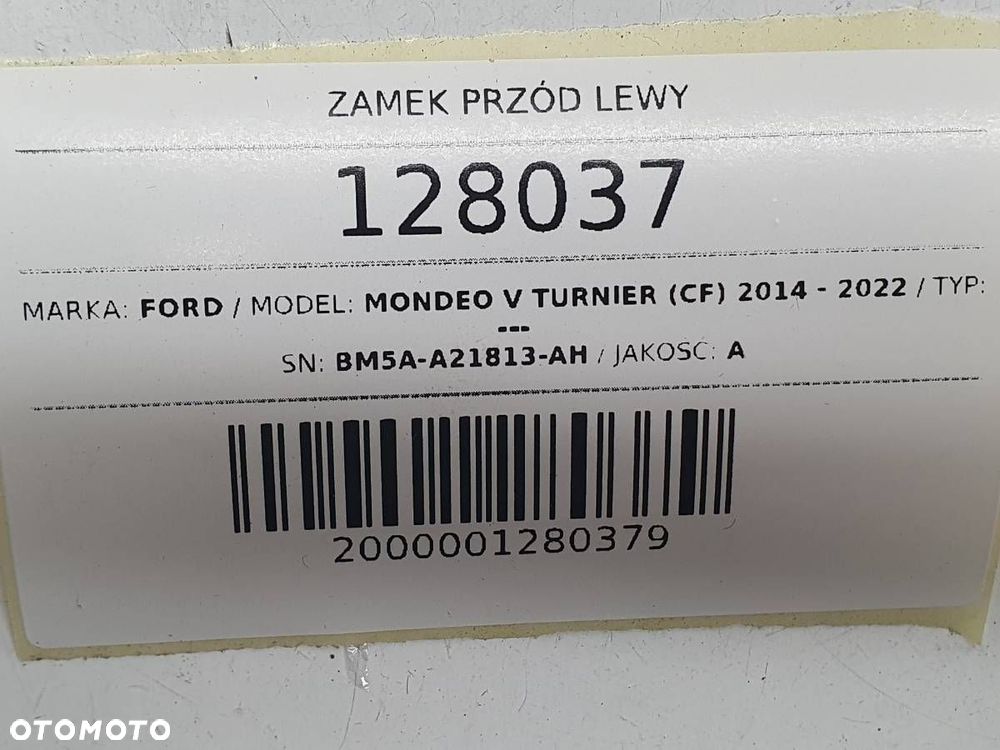 ZAMEK PRZÓD LEWY
128037
MARKA: FORD / MODEL: MONDEO V TURNIER (CF) 2014 - 2022 / TYP:
---
SN: BM5A-A21813-AH / JAKOŚĆ: A
2000001280379
OTOMOTO